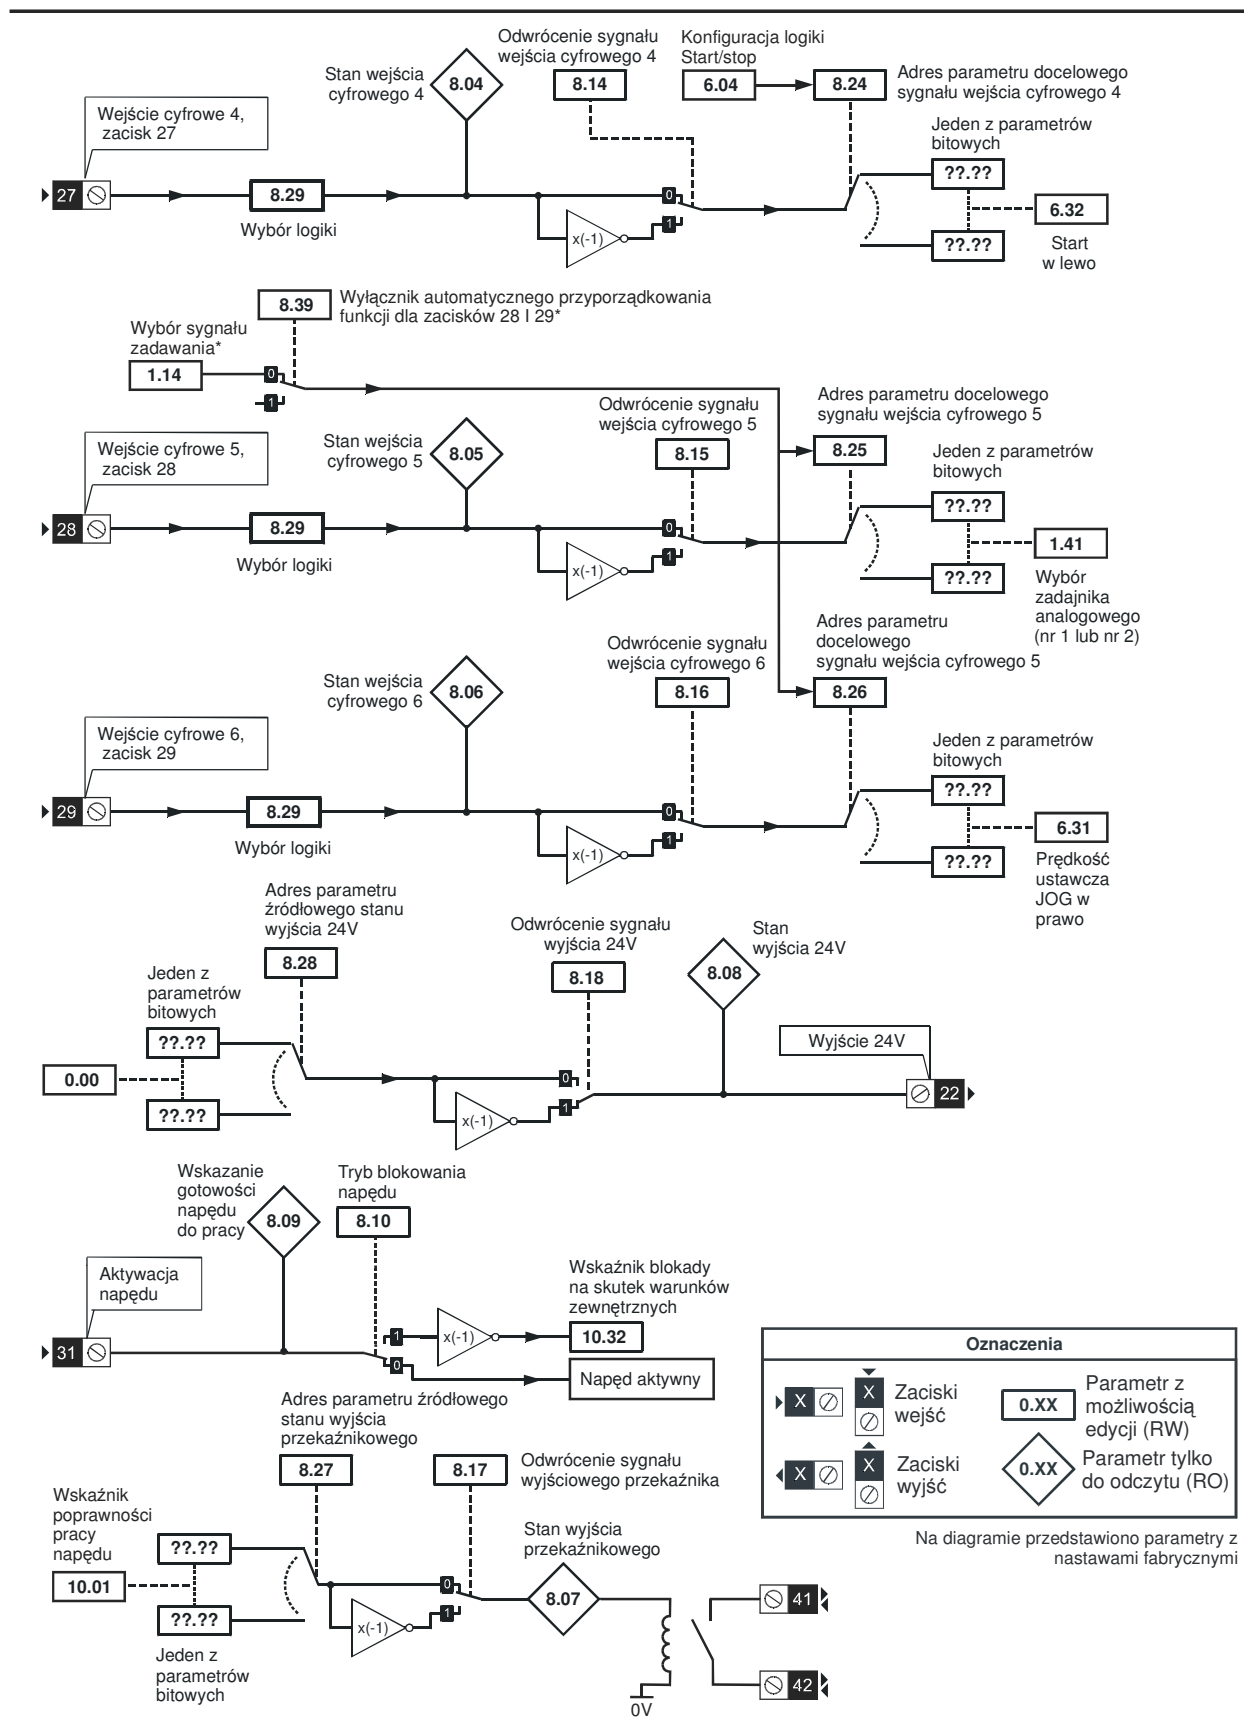 Odwrócenie sygnału
wejścia cyfrowego 4
Konfiguracja logiki
Start/stop
Stan wejścia
cyfrowego 4
8.04
8.14
6.04
8.24
Adres parametru docelowego
sygnału wejścia cyfrowego 4
Wejście cyfrowe 4,
zacisk 27
Jeden z parametrów
bitowych
27
8.29
Wybór logiki
0
1
x(-1)
??.??
??.??
6.32
Start
w lewo
8.39
Wyłącznik automatycznego przyporządkowania
funkcji dla zacisków 28 I 29*
Wybór sygnału
zadawania*
1.14
0
1
Odwrócenie sygnału
wejścia cyfrowego 5
Adres parametru docelowego
sygnału wejścia cyfrowego 5
Wejście cyfrowe 5,
zacisk 28
Stan wejścia
cyfrowego 5
8.05
8.15
8.25
Jeden z parametrów
bitowych
28
8.29
Wybór logiki
0
1
x(-1)
??.??
??.??
1.41
Wybór
zadajnika
analogowego
(nr 1 lub nr 2)
Odwrócenie sygnału
wejścia cyfrowego 6
Adres parametru
docelowego
sygnału wejścia cyfrowego 5
Stan wejścia
cyfrowego 6
8.06
8.16
8.26
Wejście cyfrowe 6,
zacisk 29
Jeden z parametrów
bitowych
29
8.29
Wybór logiki
0
1
x(-1)
??.??
??.??
6.31
Prędkość
ustawcza
JOG w
prawo
Adres parametru
źródłowego stanu
wyjścia 24V
8.28
Odwrócenie sygnału
wyjścia 24V
8.18
Stan
wyjścia 24V
8.08
Jeden z
parametrów
bitowych
??.??
??.??
0.00
0
1
x(-1)
Wyjście 24V
22
Wskazanie
gotowości
napędu
do pracy
8.09
Tryb blokowania
napędu
8.10
Aktywacja
napędu
31
1
0
x(-1)
Wskaźnik blokady
na skutek warunków
zewnętrznych
10.32
Napęd aktywny
Oznaczenia
X
X
Zaciski
wejść
0.XX
Parametr z
możliwością
edycji (RW)
X
X
Zaciski
wyjść
0.XX
Parametr tylko
do odczytu (RO)
Na diagramie przedstawiono parametry z
nastawami fabrycznymi
Adres parametru źródłowego
stanu wyjścia
przekaźnikowego
8.27
8.17
Odwrócenie sygnału
wyjściowego przekaźnika
Wskaźnik
poprawności
pracy
napędu
10.01
??.??
??.??
Jeden z
parametrów
bitowych
0
1
x(-1)
Stan wyjścia
przekaźnikowego
8.07
0V
41
42